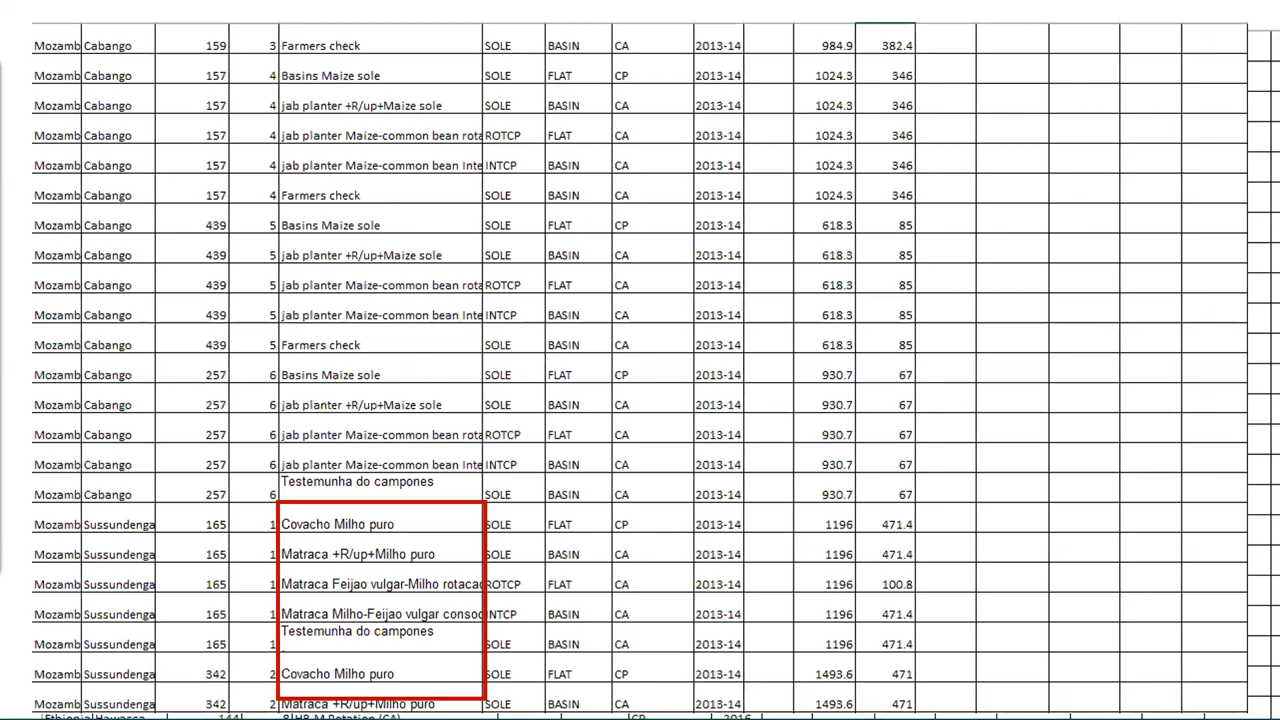 Mozamb Cabango 159 3 Farmers check SOLE BASIN CA 2013-14 984.9 382.4
Mozamb Cabango 157 4 Basins Maize sole SOLE FLAT CP 2013-14 1024.3 346
Mozamb Cabango 157 4 jab planter +R/up+Maize sole SOLE BASIN CA 2013-14 1024.3 346
Mozamb Cabango 157 4 jab planter Maize-common bean rota ROTCP FLAT CA 2013-14 1024.3 346
Mozamb Cabango 157 4 jab planter Maize-common bean Inte INTCP BASIN CA 2013-14 1024.3 346
Mozamb Cabango 157 4 Farmers check SOLE BASIN CA 2013-14 1024.3 346
Mozamb Cabango 439 5 Basins Maize sole SOLE FLAT CP 2013-14 618.3 85
Mozamb Cabango 439 5 jab planter +R/up+Maize sole SOLE BASIN CA 2013-14 618.3 85
Mozamb Cabango 439 5 jab planter Maize-common bean rota ROTCP FLAT CA 2013-14 618.3 85
Mozamb Cabango 439 5 jab planter Maize-common bean Inte INTCP BASIN CA 2013-14 618.3 85
Mozamb Cabango 439 5 Farmers check SOLE BASIN CA 2013-14 618.3 85
Mozamb Cabango 257 6 Basins Maize sole SOLE FLAT CP 2013-14 930.7 67
Mozamb Cabango 257 6 jab planter +R/up+Maize sole SOLE BASIN CA 2013-14 930.7 67
Mozamb Cabango 257 6 jab planter Maize-common bean rota ROTCP FLAT CA 2013-14 930.7 67
Mozamb Cabango 257 6 jab planter Maize-common bean Inte INTCP BASIN CA 2013-14 930.7 67
Mozamb Cabango 257 6 Testemunha do campones SOLE BASIN CA 2013-14 930.7 67
Mozamb Sussundenga 165 1 Covacho Milho puro SOLE FLAT CP 2013-14 1196 471.4
Mozamb Sussundenga 165 1 Matraca +R/up+Milho puro SOLE BASIN CA 2013-14 1196 471.4
Mozamb Sussundenga 165 1 Matraca Feijao vulgar-Milho rotacao ROTCP FLAT CA 2013-14 1196 100.8
Mozamb Sussundenga 165 1 Matraca Milho-Feijao vulgar consoc INTCP BASIN CA 2013-14 1196 471.4
Mozamb Sussundenga 165 1 Testemunha do campones SOLE BASIN CA 2013-14 1196 471.4
Mozamb Sussundenga 342 2 Covacho Milho puro SOLE FLAT CP 2013-14 1493.6 471
Mozamb Sussundenga 342 2 Matraca +R/up+Milho puro SOLE BASIN CA 2013-14 1493.6 471
Ethiopia Hawassa 144 8 HB-M Rotation (CA) CP 2016